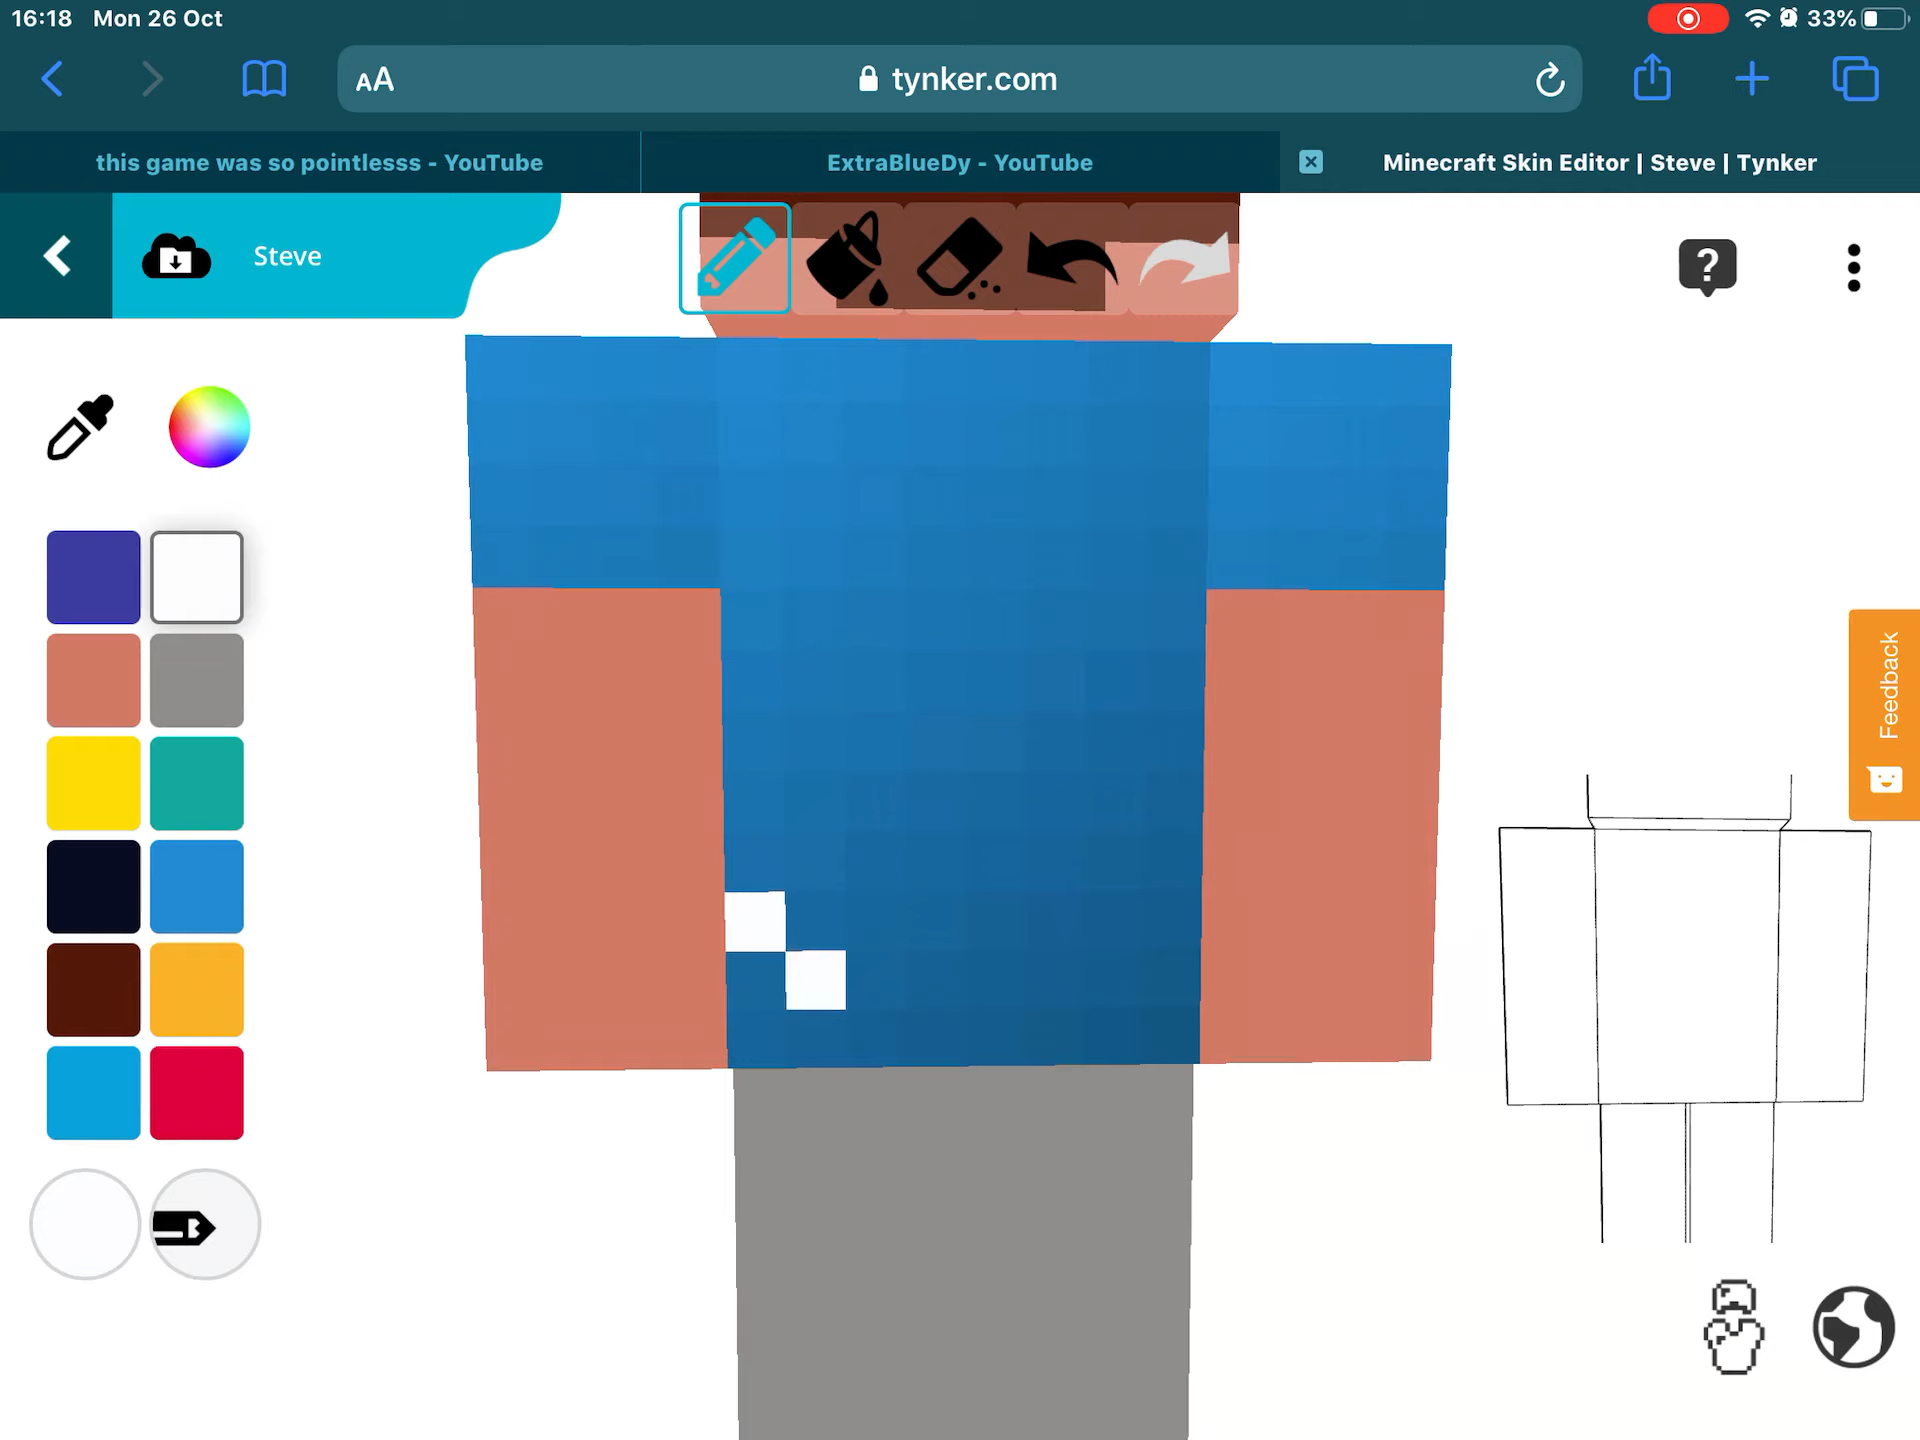 16:18 Mon 26 Oct 33%
AA tynker.com
this game was so pointlesss - YouTube
ExtraBlueDy - YouTube
Minecraft Skin Editor | Steve | Tynker
Steve
?
Feedback